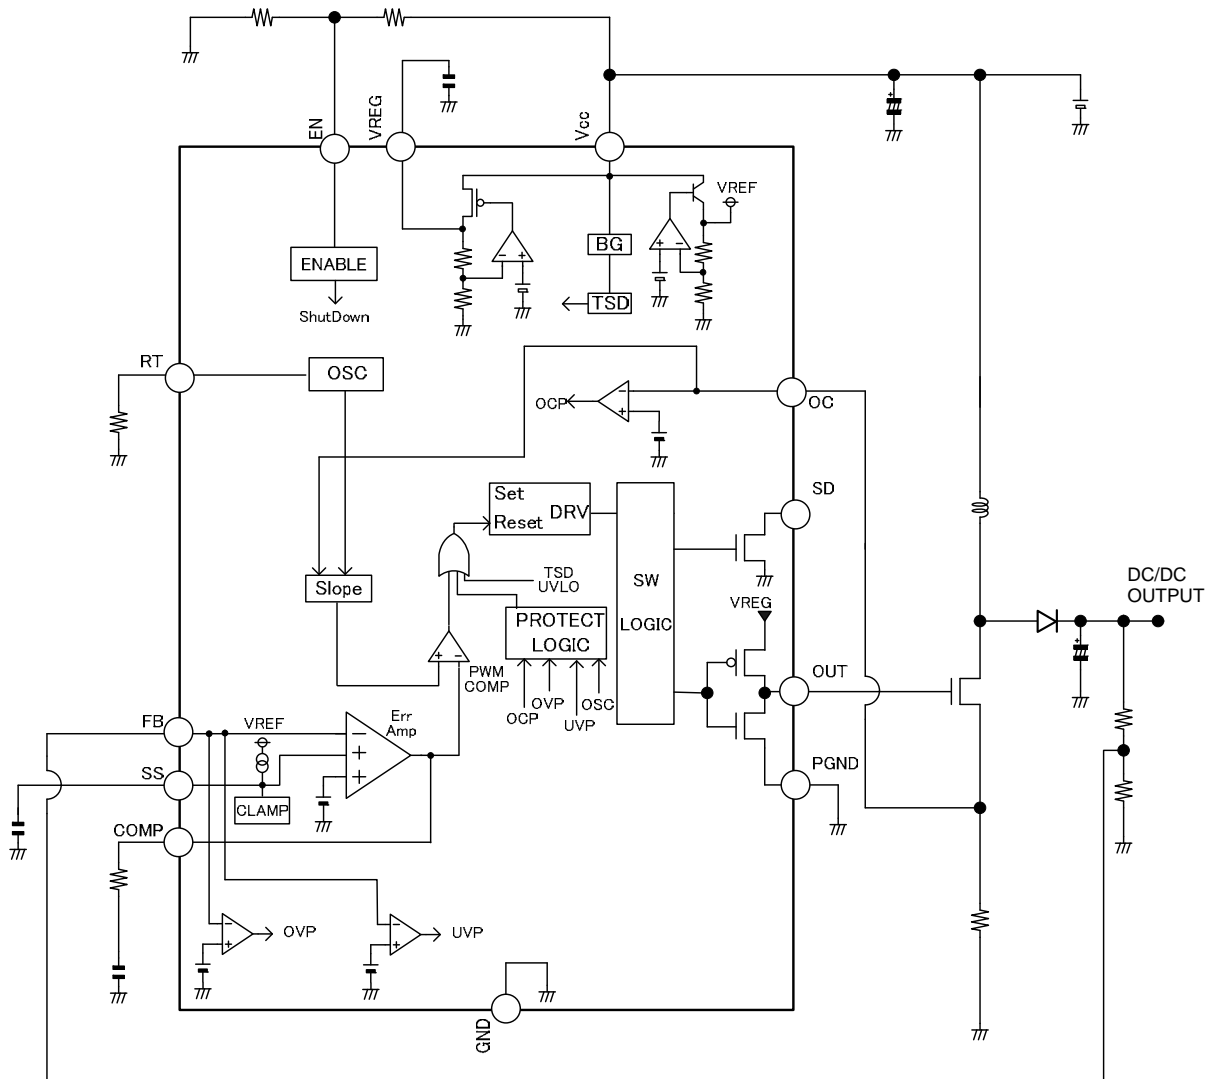 EN
VREG
Vcc
VREF
BG
ENABLE
TSD
ShutDown
RT
OSC
OCP
OC
SD
Set
Reset
DRV
TSD
UVLO
Slope
SW
LOGIC
VREG
DC/DC
OUTPUT
PROTECT
LOGIC
PWM
COMP
OUT
OVP
OSC
OCP
UVP
FB
VREF
Err
Amp
SS
PGND
CLAMP
COMP
OVP
UVP
GND